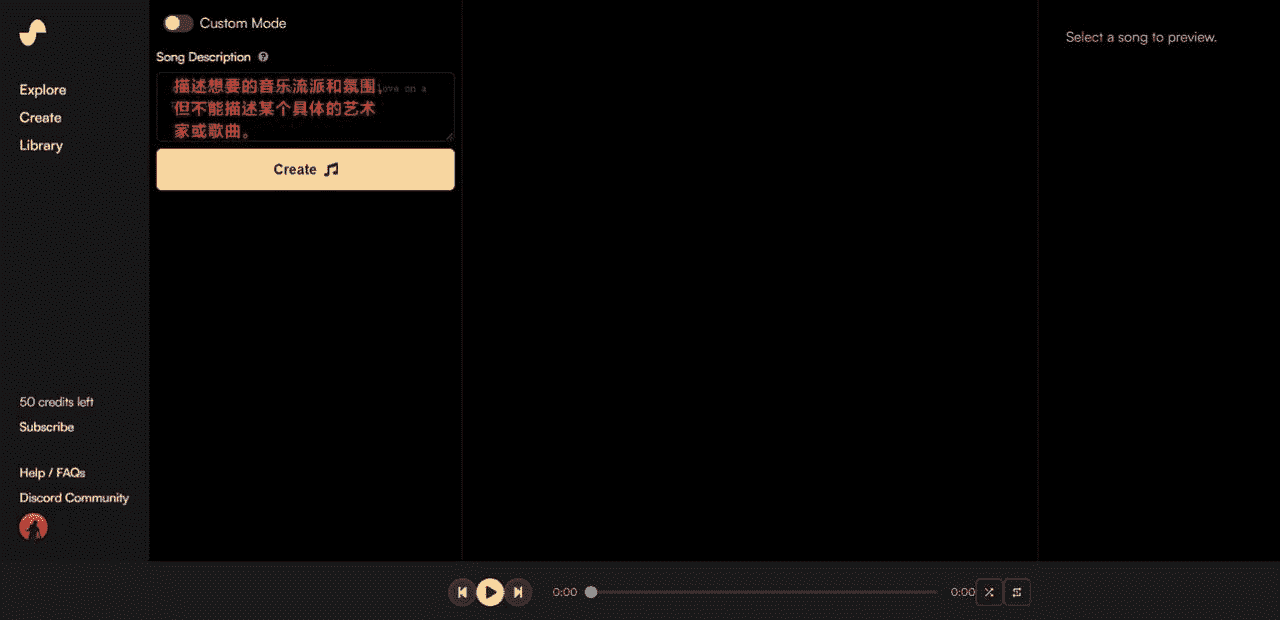 Custom Mode
Song Description
描述想要的音乐流派和氛围，
love on a
但不能描述某个具体的艺术
家或歌曲。
Create
Explore
Create
Library
50 credits left
Subscribe
Help / FAQs
Discord Community
Select a song to preview.
0:00
0:00